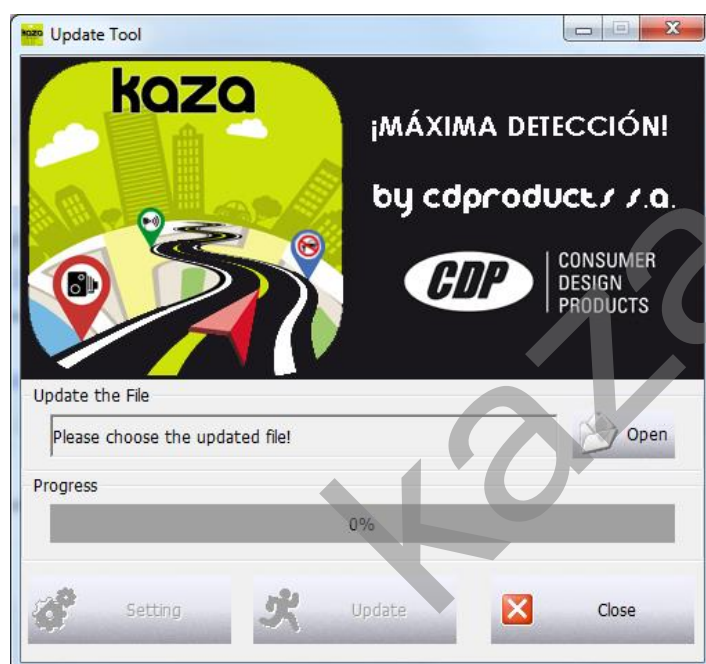 kaza Update Tool
kaza
¡MÁXIMA DETECCIÓN!
by cdproducts s.a.
CDP
CONSUMER
DESIGN
PRODUCTS
Update the File
Please choose the updated file!
Open
Progress
0%
Setting
Update
Close
kaza